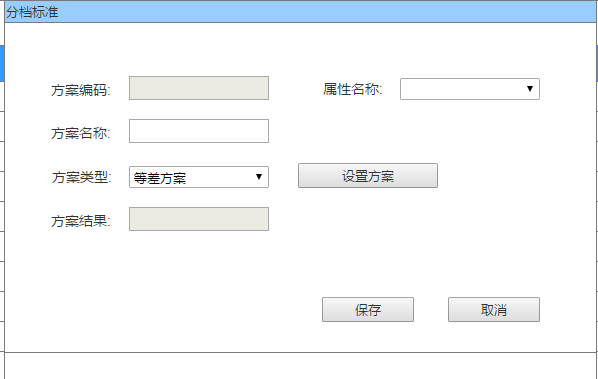 分档标准
方案编码: 属性名称:
方案名称:
方案类型: 等差方案 设置方案
方案结果:
保存 取消